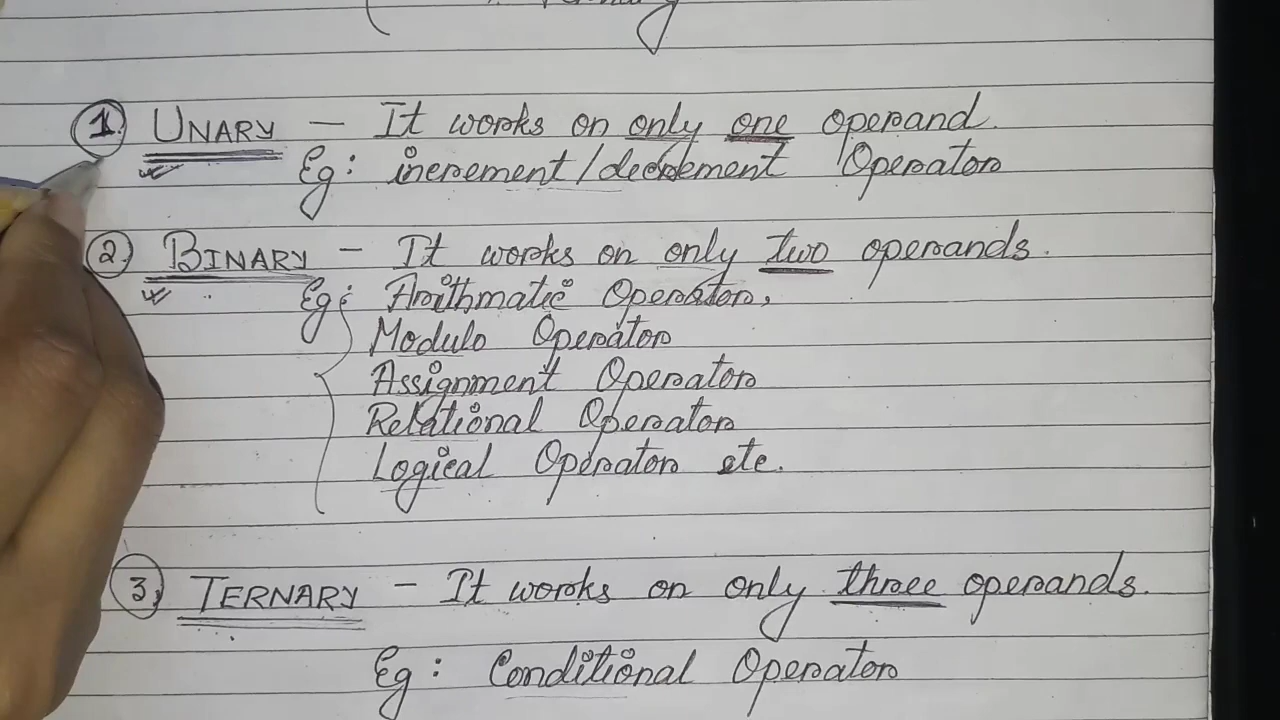 ① UNARY – It works on only one operand.
Eg: increment/decrement Operator
② BINARY – It works on only two operands.
Eg: Arithmatic Operator,
Modulo Operator
Assignment Operator
Relational Operator
Logical Operator etc.
③ TERNARY – It works on only three operands.
Eg: Conditional Operator